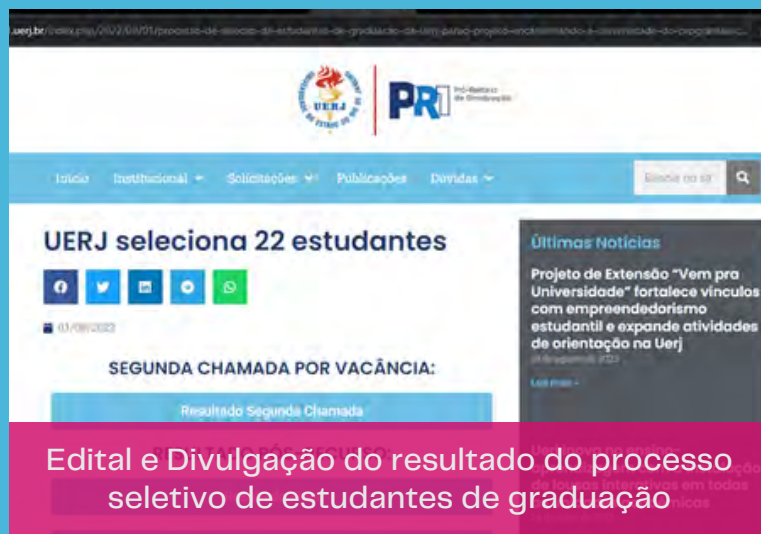 UERJ
PR1 Pró-Reitoria
de Graduação
Início Institucional Solicitações Publicações Dúvidas
UERJ seleciona 22 estudantes
01/09/2022
SEGUNDA CHAMADA POR VACÂNCIA:
Resultado Segunda Chamada
Últimas Notícias
Projeto de Extensão “Vem pra
Universidade” fortalece vínculos
com empreendedorismo
estudantil e expande atividades
de orientação na Uerj
Leia mais »
Edital e Divulgação do resultado do processo
seletivo de estudantes de graduação